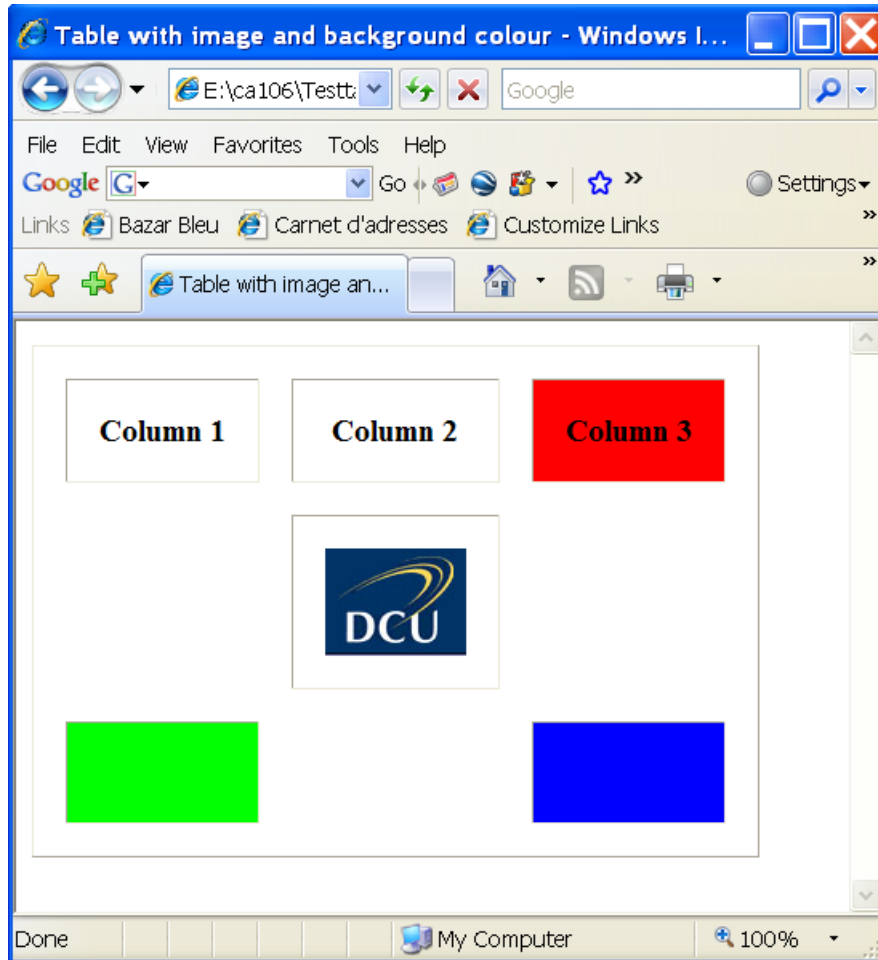 Table with image and background colour - Windows I...
E:\ca106\Testta Google
File Edit View Favorites Tools Help
Google G Go » Settings
Links Bazar Bleu Carnet d'adresses Customize Links »
Table with image an... »
Column 1 Column 2 Column 3
DCU
Done My Computer 100%